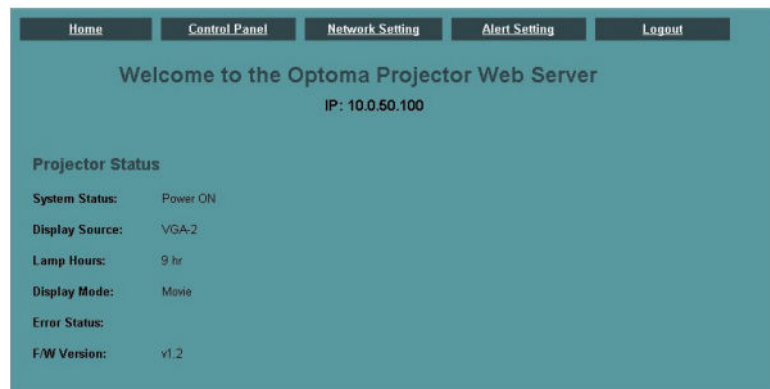 Home Control Panel Network Setting Alert Setting Logout
Welcome to the Optoma Projector Web Server
IP: 10.0.50.100
Projector Status
System Status: Power ON
Display Source: VGA-2
Lamp Hours: 9 hr
Display Mode: Movie
Error Status:
F/W Version: v1.2